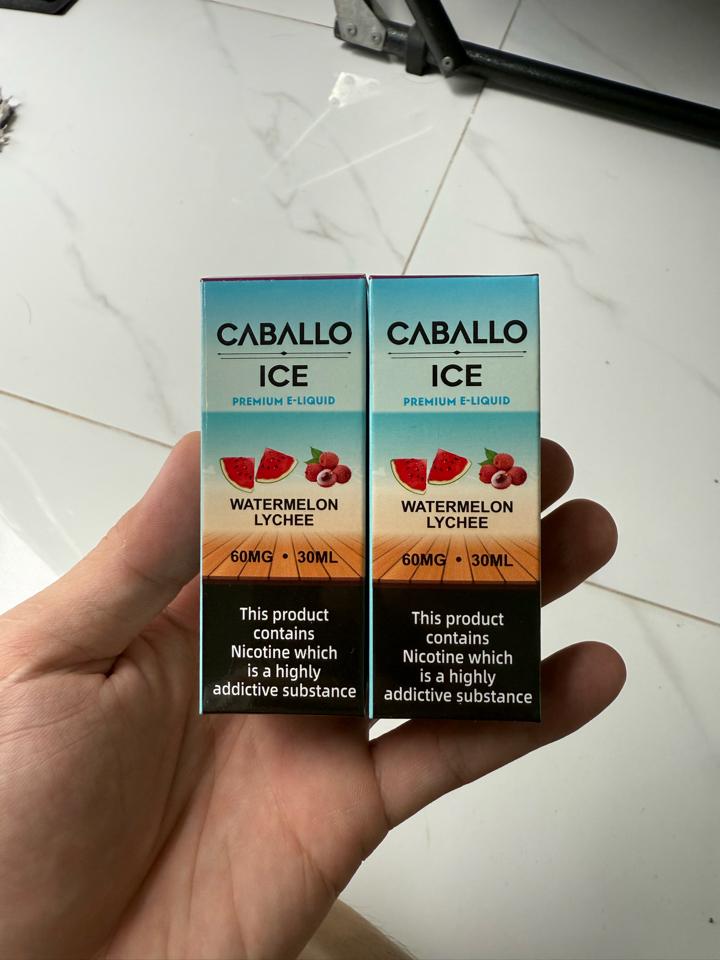 CABALLO
ICE
PREMIUM E-LIQUID
WATERMELON
LYCHEE
60MG • 30ML
This product
contains
Nicotine which
is a highly
addictive substance
CABALLO
ICE
PREMIUM E-LIQUID
WATERMELON
LYCHEE
60MG • 30ML
This product
contains
Nicotine which
is a highly
addictive substance